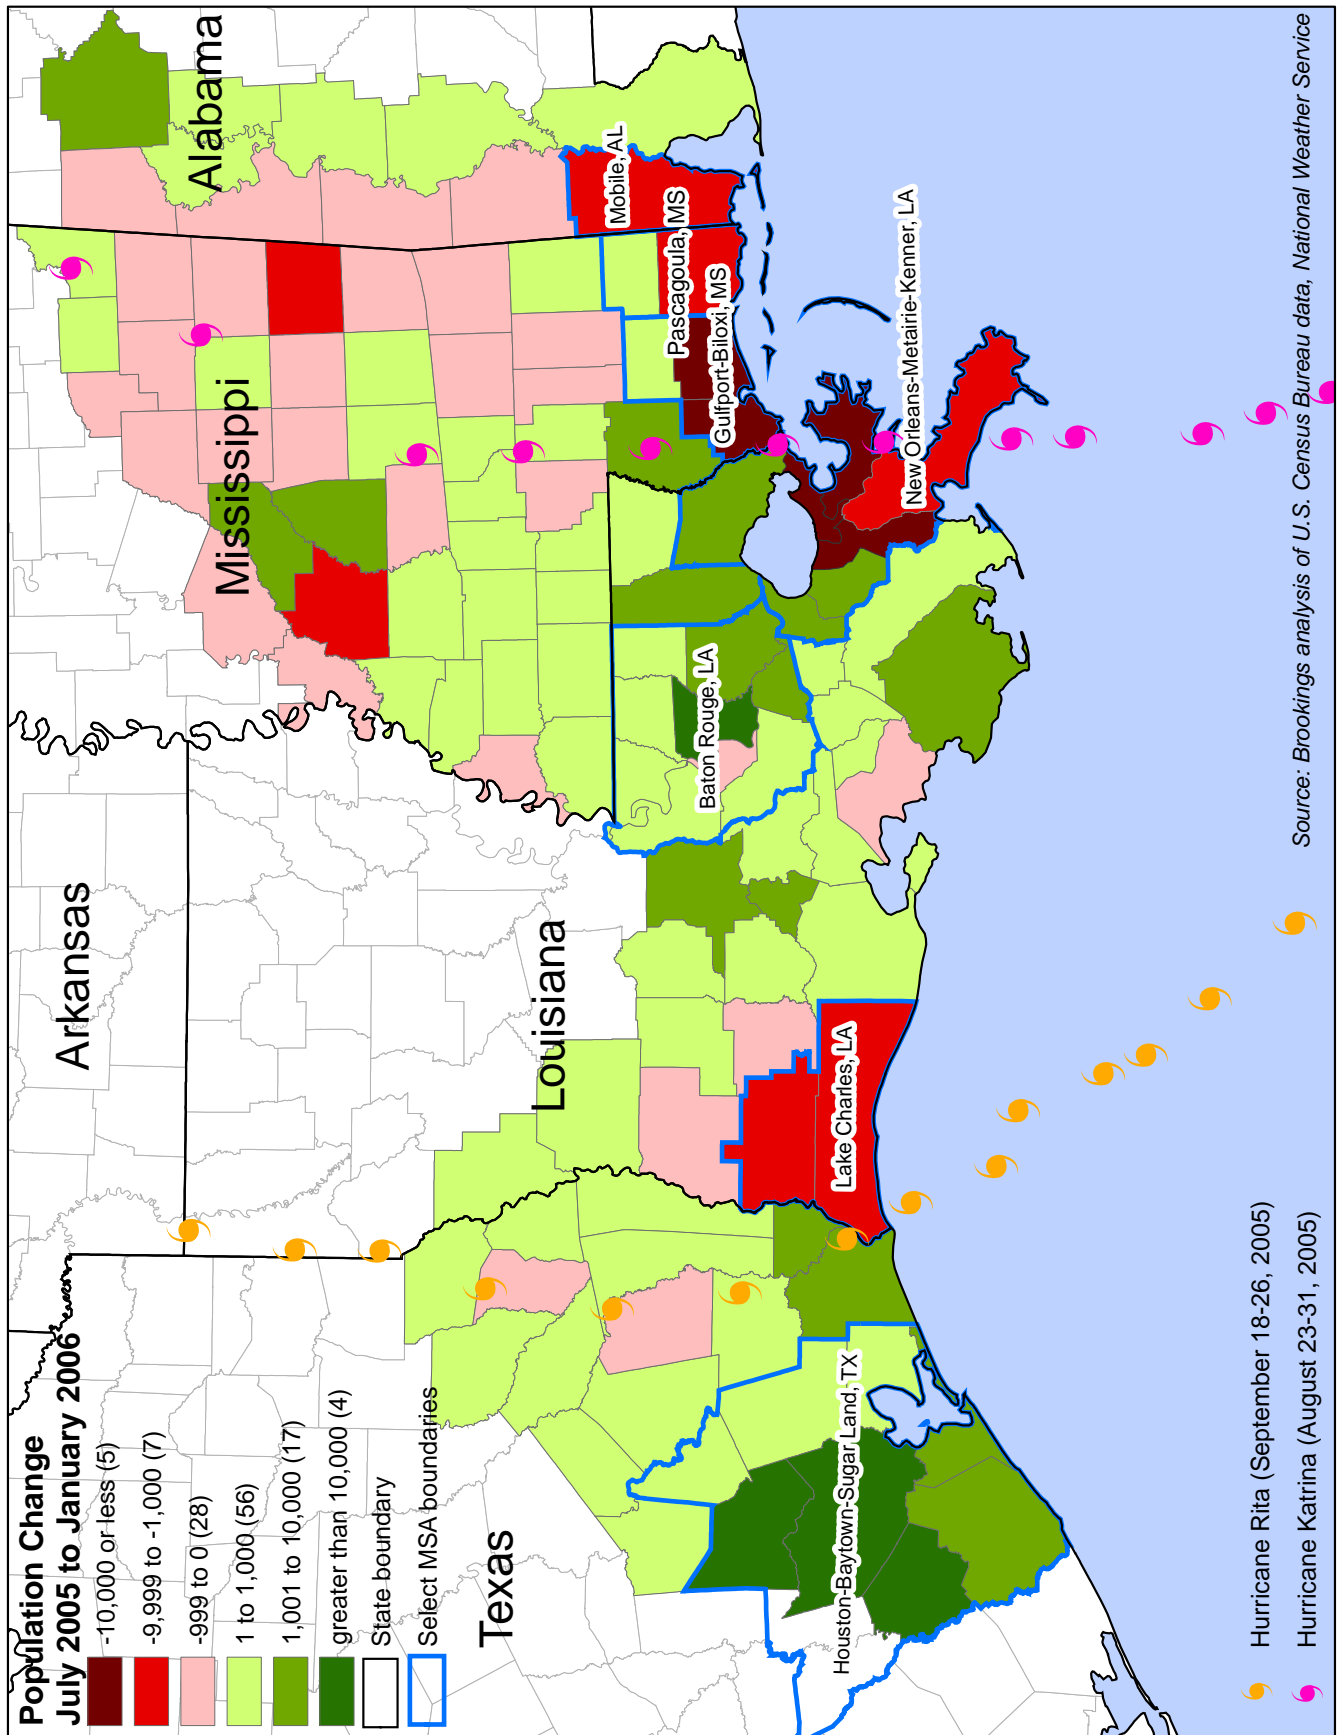 Population Change
July 2005 to January 2006
-10,000 or less (5)
-9,999 to -1,000 (7)
-999 to 0 (28)
1 to 1,000 (56)
1,001 to 10,000 (17)
greater than 10,000 (4)
State boundary
Select MSA boundaries
Arkansas
Mississippi
Alabama
Texas
Louisiana
Mobile, AL
Pascagoula, MS
Gulfport-Biloxi, MS
Baton Rouge, LA
New Orleans-Metairie-Kenner, LA
Lake Charles, LA
Houston-Baytown-Sugar Land, TX
Hurricane Rita (September 18-26, 2005)
Hurricane Katrina (August 23-31, 2005)
Source: Brookings analysis of U.S. Census Bureau data, National Weather Service